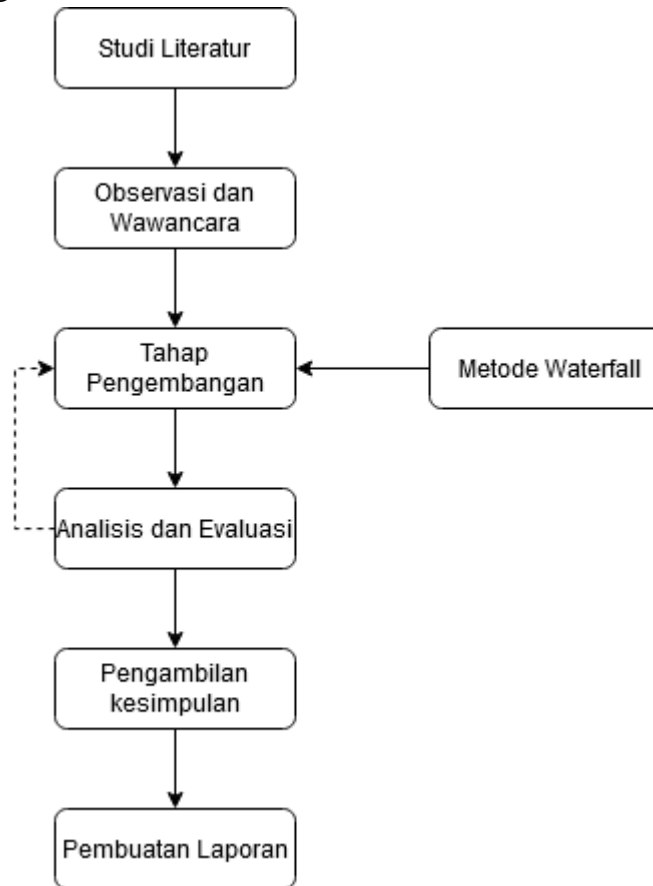 Studi Literatur
Observasi dan
Wawancara
Tahap
Pengembangan
Metode Waterfall
Analisis dan Evaluasi
Pengambilan
kesimpulan
Pembuatan Laporan